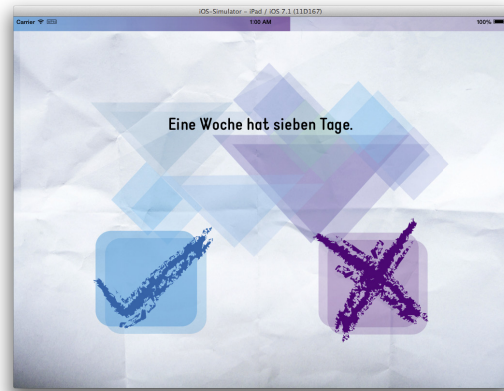 iOS-Simulator – iPad / iOS 7.1 (11D167)
Carrier 1:00 AM 100%
Eine Woche hat sieben Tage.